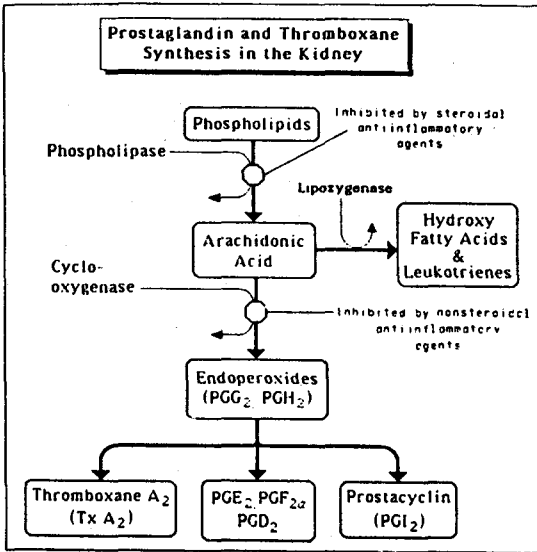 Prostaglandin and Thromboxane
Synthesis in the Kidney
Phospholipids
Inhibited by steroidal
antiinflammatory
agents
Phospholipase
Lipoxygenase
Arachidonic
Acid
Hydroxy
Fatty Acids
&
Leukotrienes
Cyclo-
oxygenase
Inhibited by nonsteroidal
antiinflammatory
agents
Endoperoxides
(PGG2, PGH2)
Thromboxane A2
(Tx A2)
PGE2, PGF2α
PGD2
Prostacyclin
(PGI2)